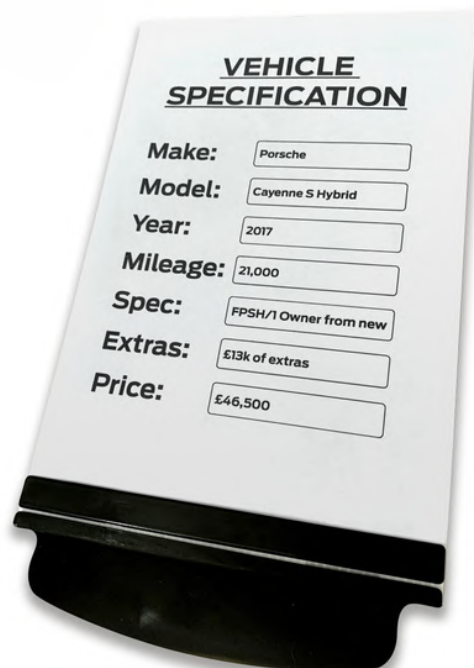 VEHICLE
SPECIFICATION
Make: Porsche
Model: Cayenne S Hybrid
Year: 2017
Mileage: 21,000
Spec: FPSH/1 Owner from new
Extras: £13k of extras
Price: £46,500